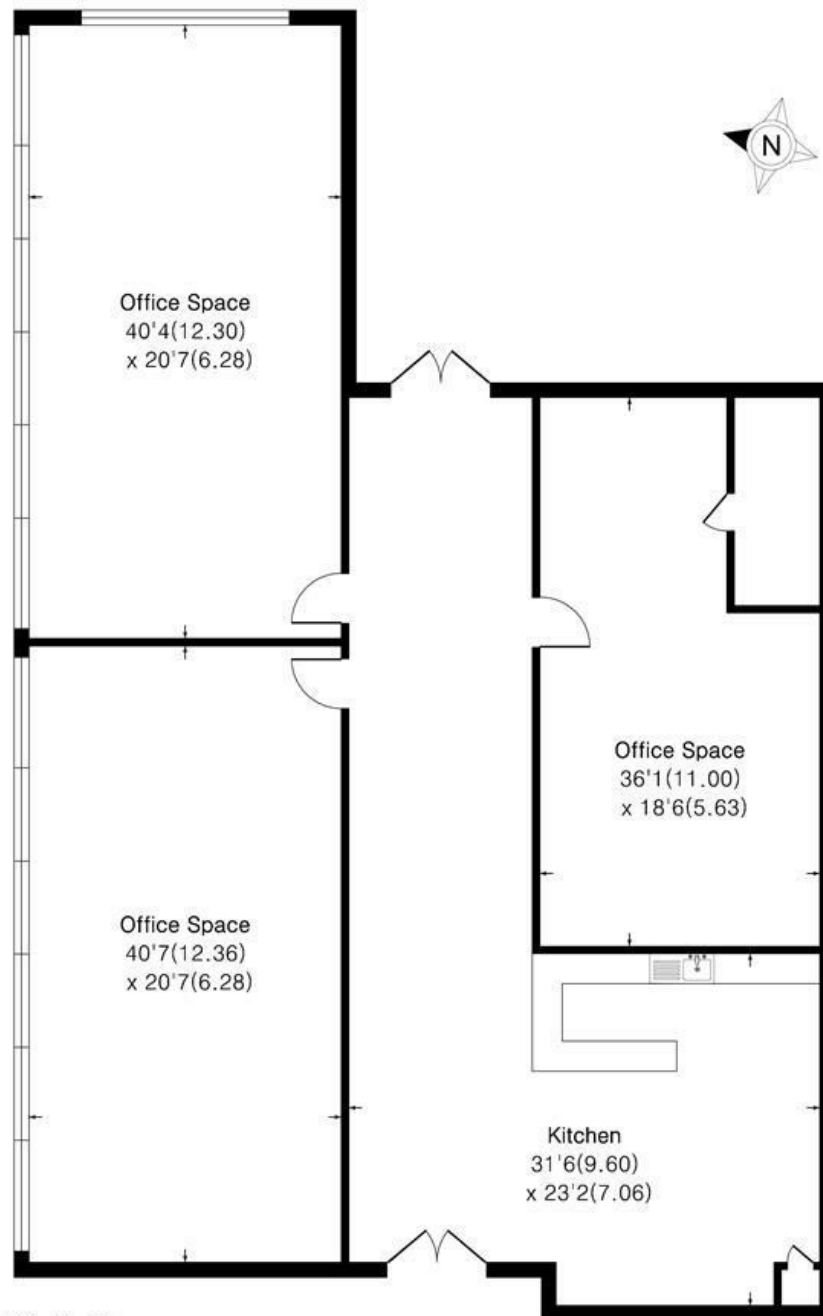 N
Office Space
40'4(12.30)
x 20'7(6.28)
Office Space
36'1(11.00)
x 18'6(5.63)
Office Space
40'7(12.36)
x 20'7(6.28)
Kitchen
31'6(9.60)
x 23'2(7.06)